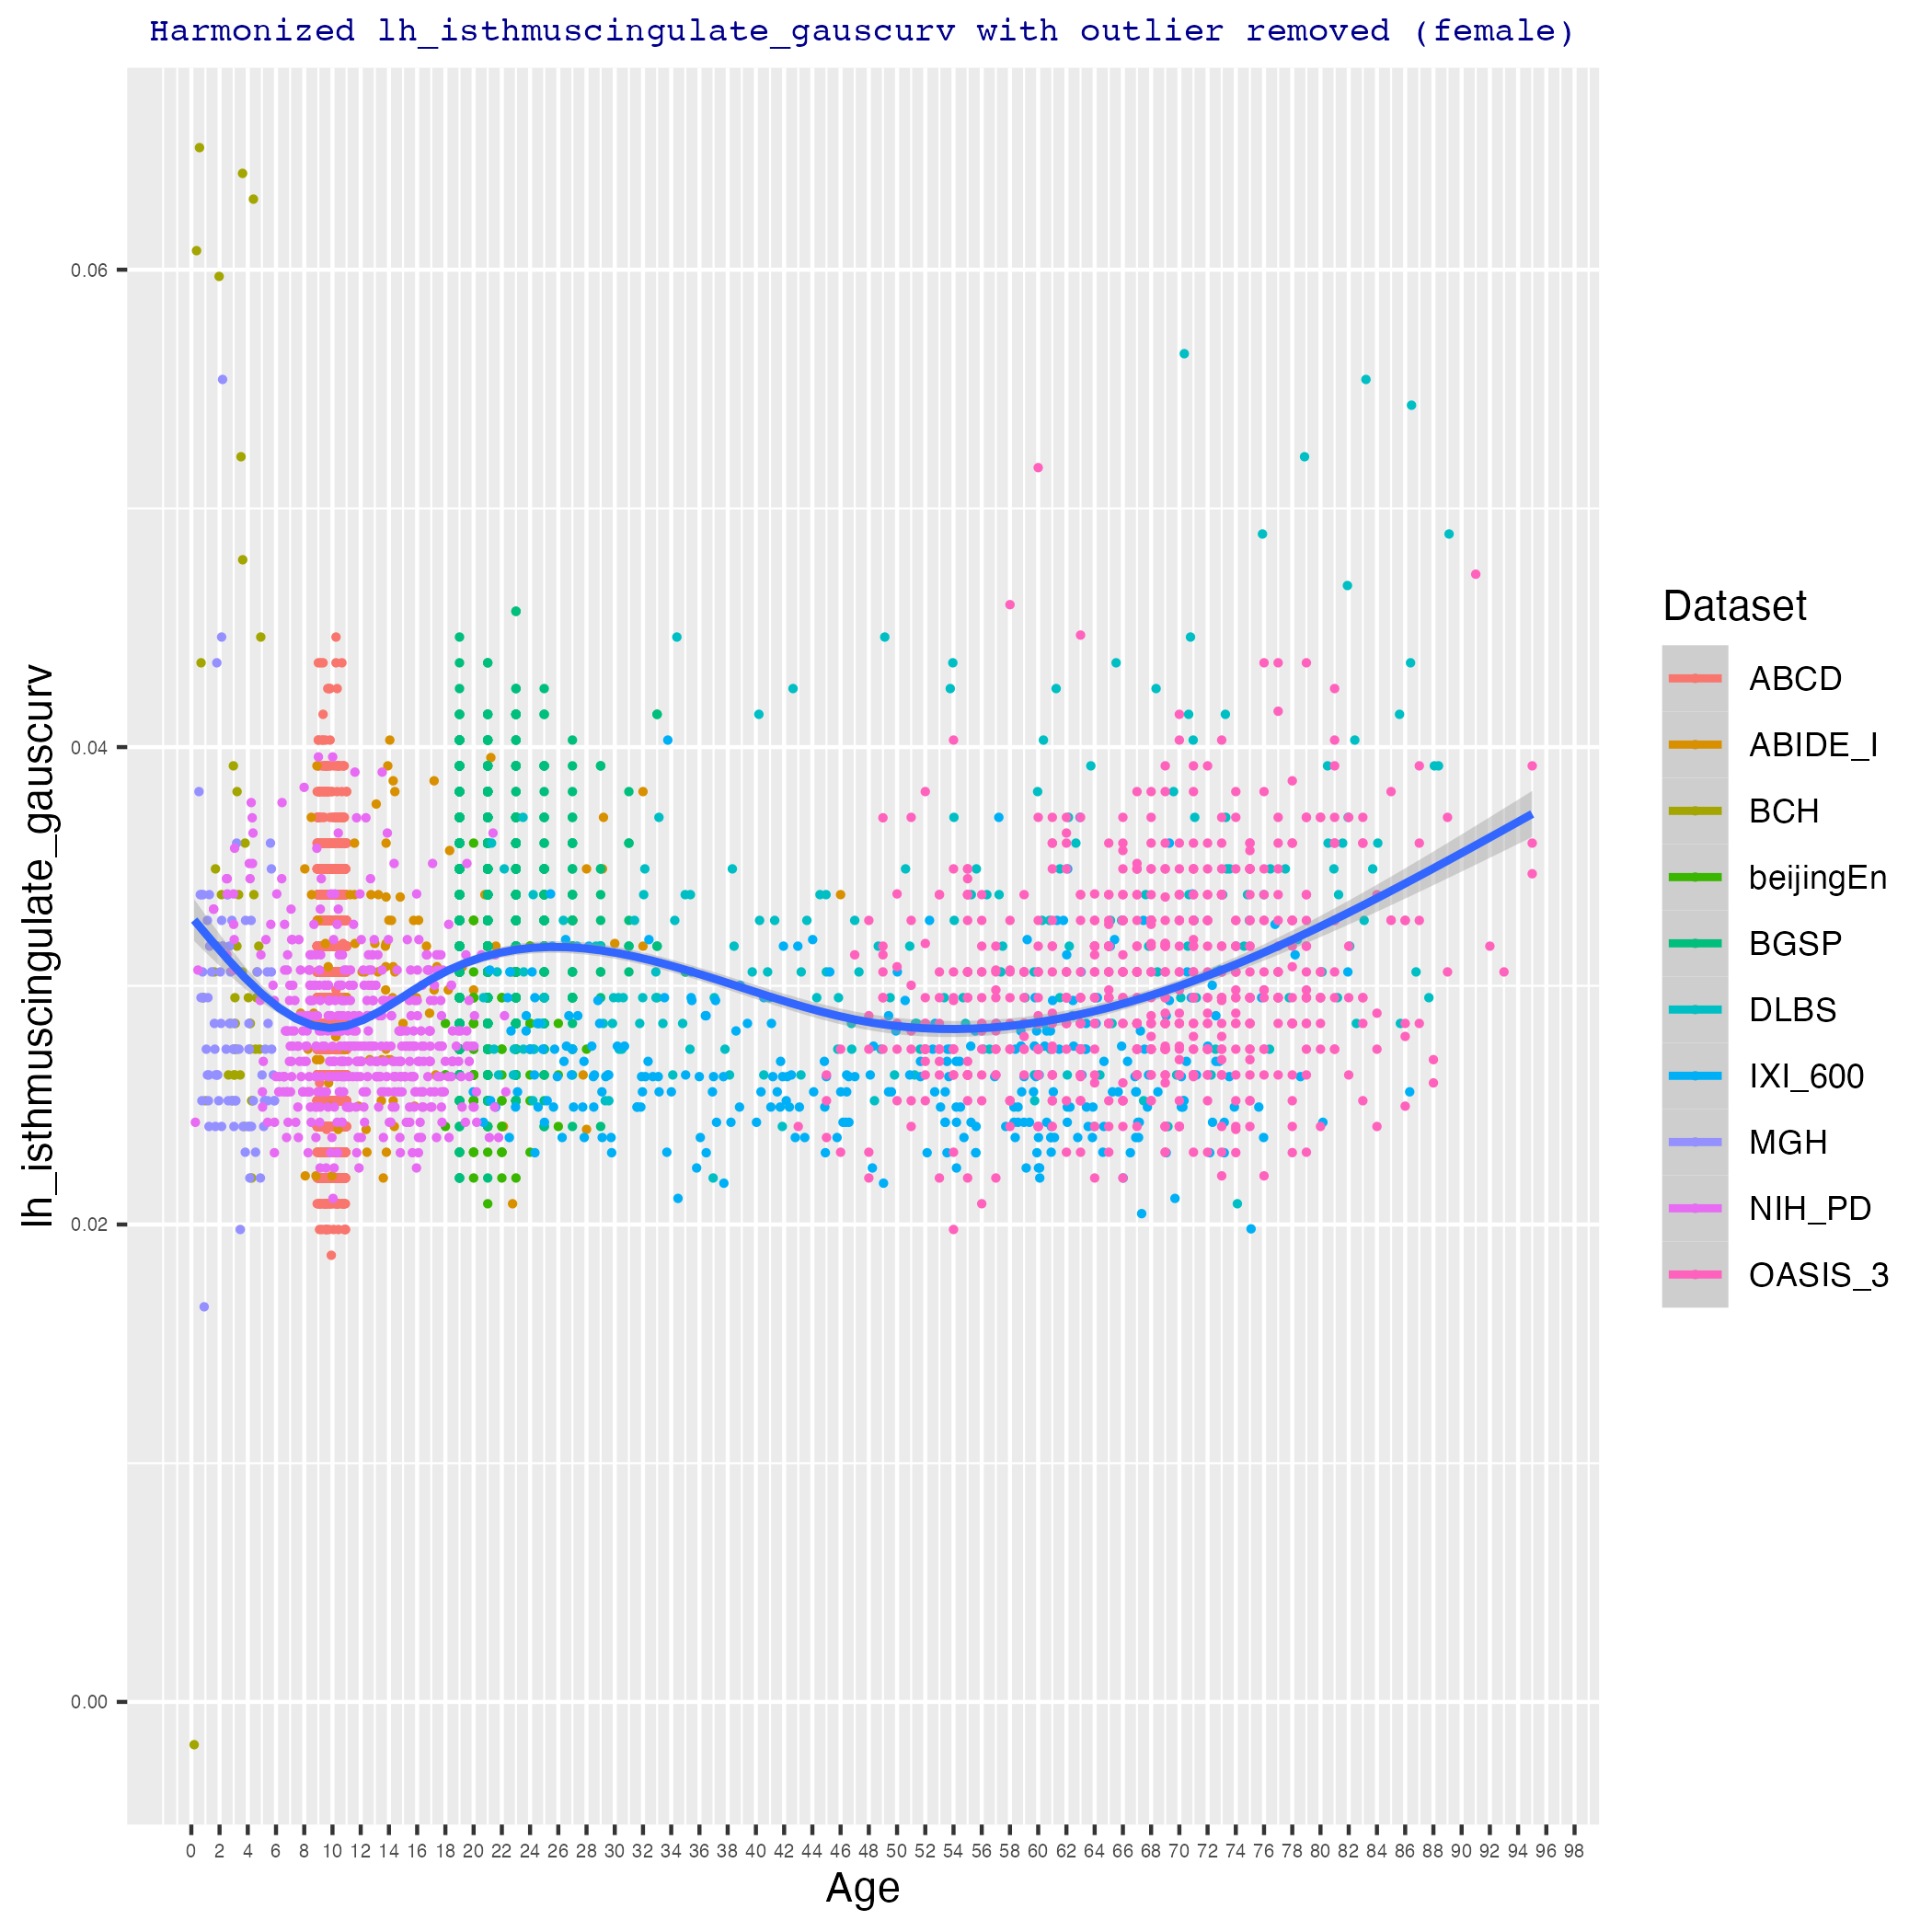 Harmonized lh_isthmuscingulate_gauscurv with outlier removed (female)
lh_isthmuscingulate_gauscurv
0.06
0.04
0.02
0.00
0 2 4 6 8 10 12 14 16 18 20 22 24 26 28 30 32 34 36 38 40 42 44 46 48 50 52 54 56 58 60 62 64 66 68 70 72 74 76 78 80 82 84 86 88 90 92 94 96 98
Age
Dataset
ABCD
ABIDE_I
BCH
beijingEn
BGSP
DLBS
IXI_600
MGH
NIH_PD
OASIS_3